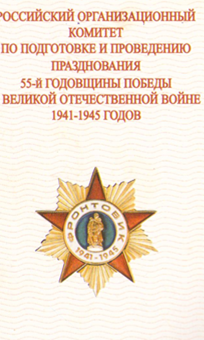 РОССИЙСКИЙ ОРГАНИЗАЦИОННЫЙ
КОМИТЕТ
ПО ПОДГОТОВКЕ И ПРОВЕДЕНИЮ
ПРАЗДНОВАНИЯ
55-й ГОДОВЩИНЫ ПОБЕДЫ
ВЕЛИКОЙ ОТЕЧЕСТВЕННОЙ ВОЙНЕ
1941-1945 ГОДОВ
ФРОНТОВИК
1941-1945